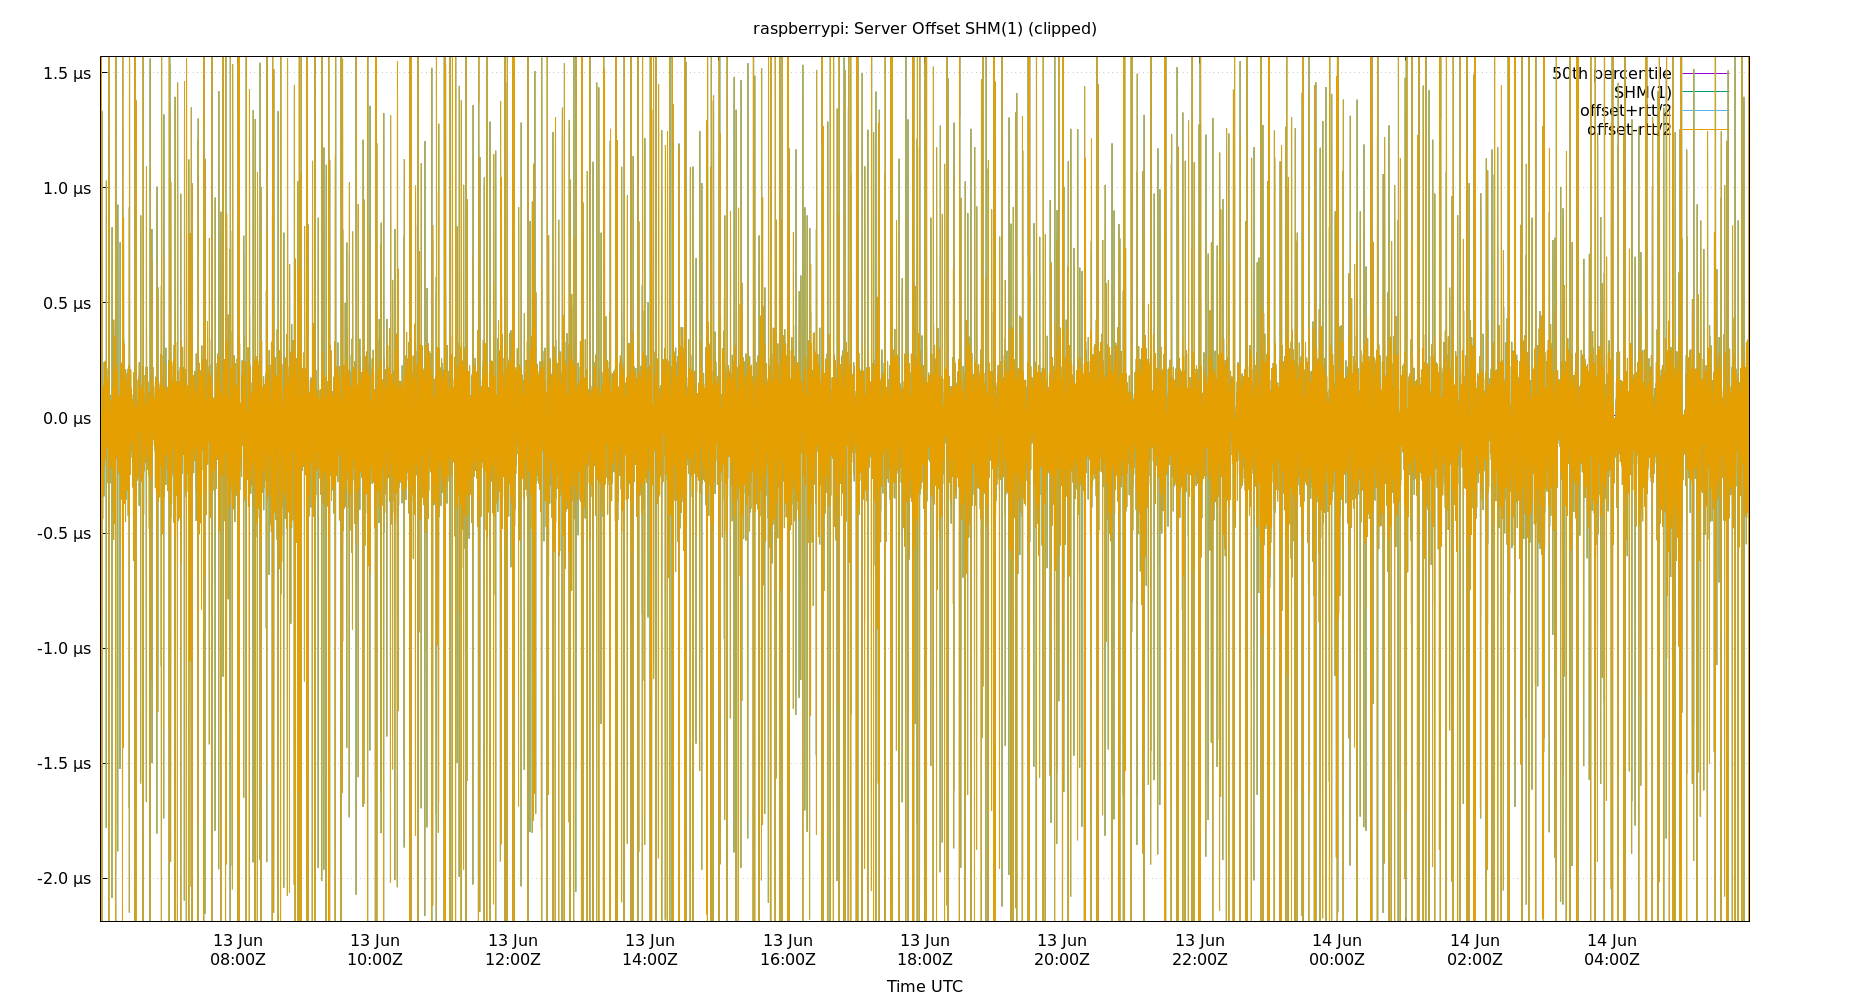 raspberrypi: Server Offset SHM(1) (clipped)
1.5 µs
1.0 µs
0.5 µs
0.0 µs
-0.5 µs
-1.0 µs
-1.5 µs
-2.0 µs
50th percentile
SHM(1)
offset+rtt/2
offset-rtt/2
13 Jun 13 Jun 13 Jun 13 Jun 13 Jun 13 Jun 13 Jun 13 Jun 14 Jun 14 Jun 14 Jun
08:00Z 10:00Z 12:00Z 14:00Z 16:00Z 18:00Z 20:00Z 22:00Z 00:00Z 02:00Z 04:00Z
Time UTC